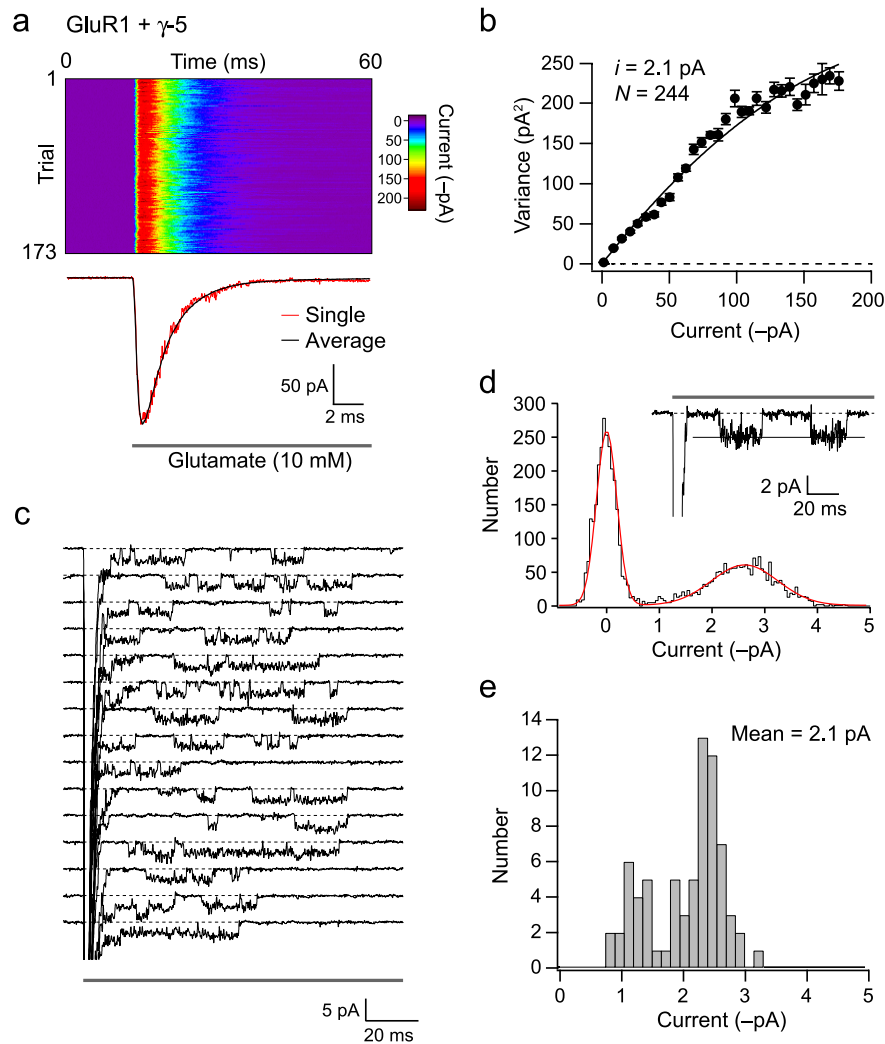 a
GluR1 + γ-5
0 Time (ms) 60
1
Trial
173
0
50
100
150
200
Current (–pA)
Single
Average
50 pA
2 ms
Glutamate (10 mM)
b
i = 2.1 pA
N = 244
250
200
150
100
50
0
Variance (pA²)
0 50 100 150 200
Current (–pA)
c
5 pA
20 ms
d
300
250
200
150
100
50
0
Number
2 pA
20 ms
0 1 2 3 4 5
Current (–pA)
e
Mean = 2.1 pA
14
12
10
8
6
4
2
0
Number
0 1 2 3 4 5
Current (–pA)